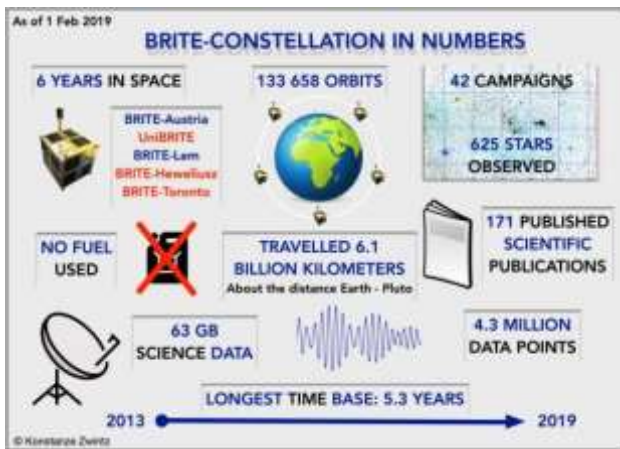 As of 1 Feb 2019
BRITE-CONSTELLATION IN NUMBERS
6 YEARS IN SPACE
BRITE-Austria
UniBRITE
BRITE-Lem
BRITE-Heweliusz
BRITE-Toronto
133 658 ORBITS
42 CAMPAIGNS
625 STARS
OBSERVED
NO FUEL
USED
TRAVELLED 6.1
BILLION KILOMETERS
About the distance Earth - Pluto
171 PUBLISHED
SCIENTIFIC
PUBLICATIONS
63 GB
SCIENCE DATA
4.3 MILLION
DATA POINTS
LONGEST TIME BASE: 5.3 YEARS
2013
2019
© Konstanze Zwintz